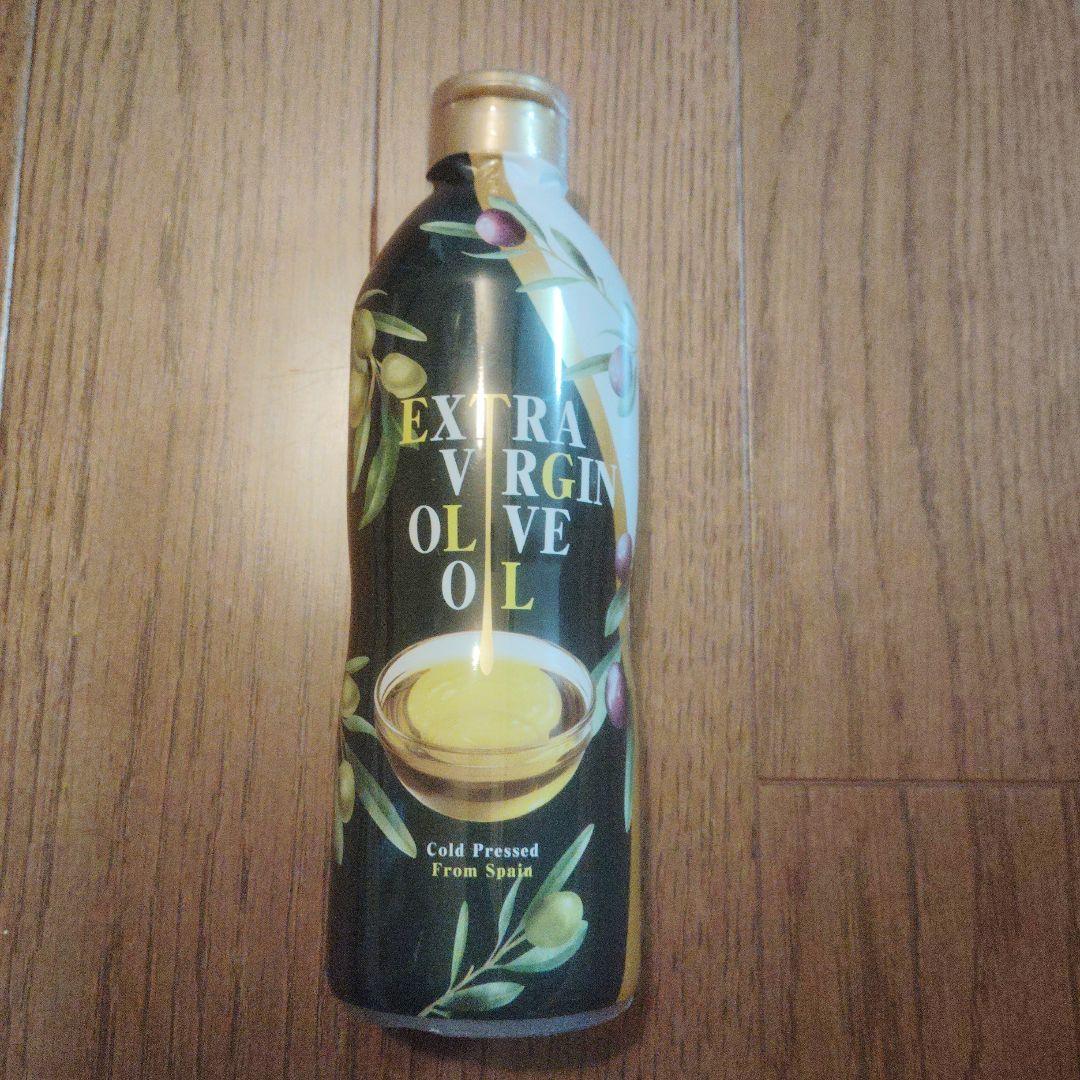 EXTRA
VIRGIN
OLIVE
OIL
Cold Pressed
From Spain